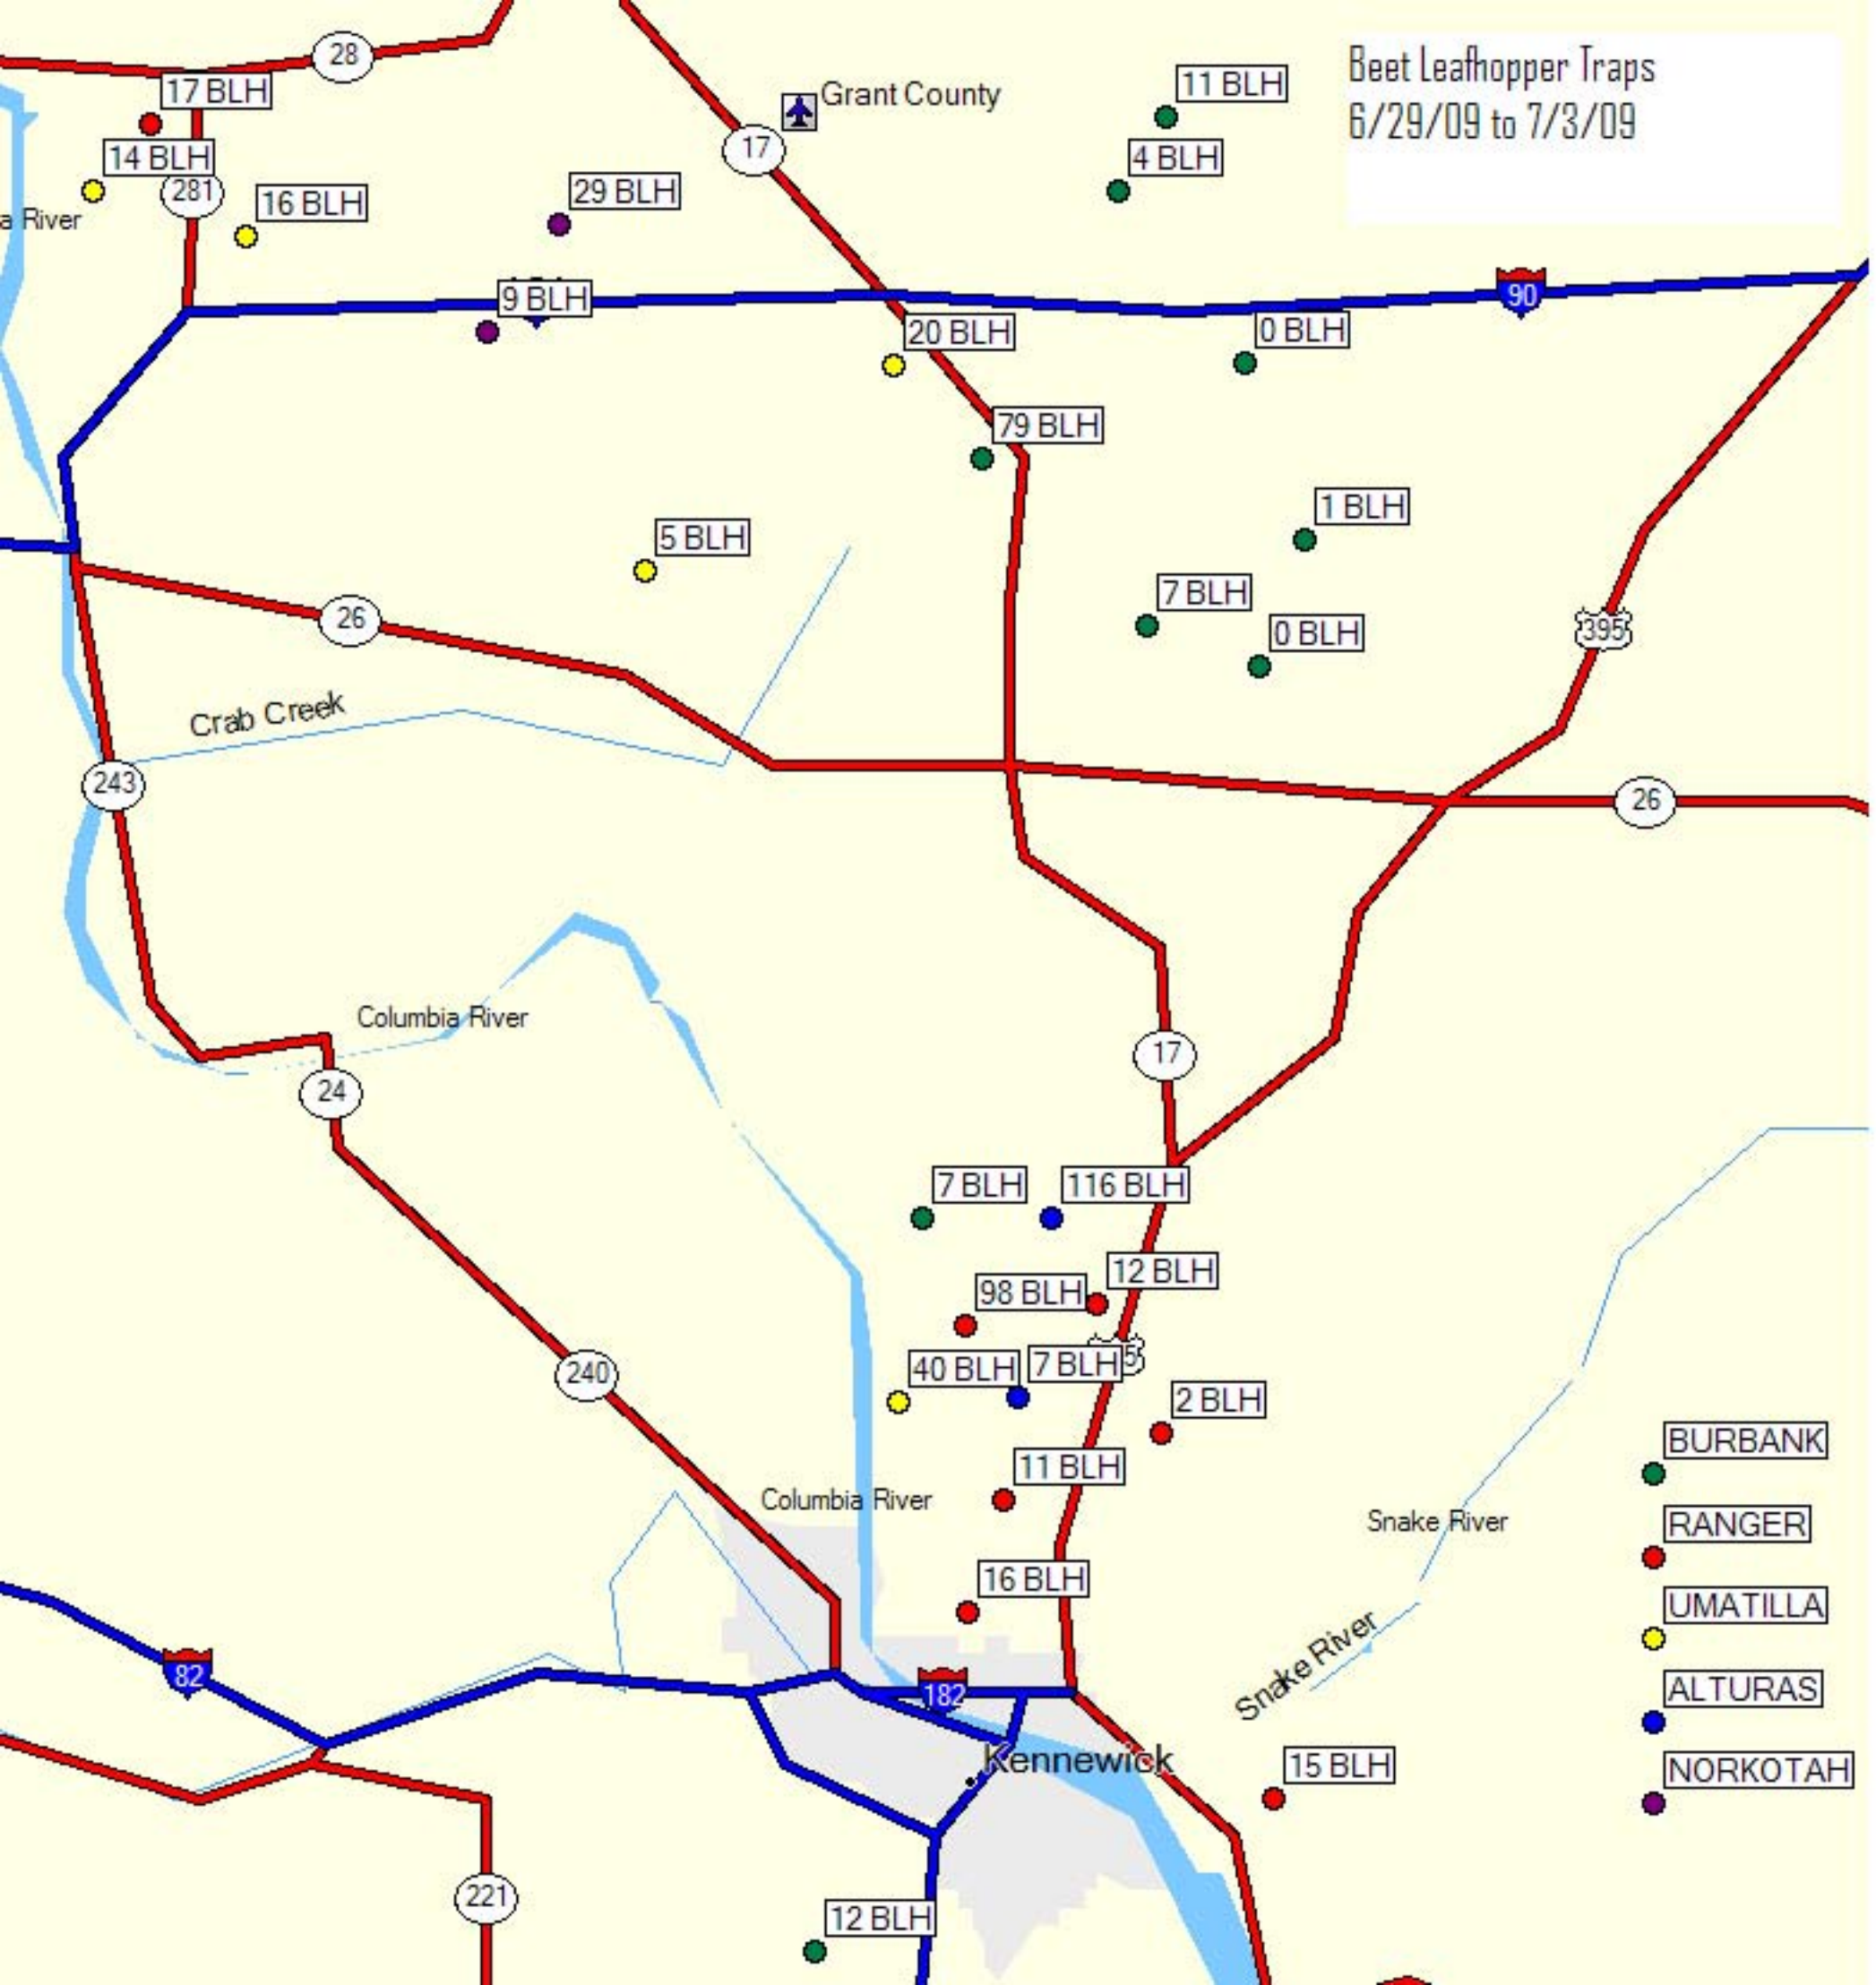 28
17 BLH
Grant County
11 BLH
Beet Leafhopper Traps
6/29/09 to 7/3/09
17
14 BLH
4 BLH
281
16 BLH
29 BLH
a River
9 BLH
90
20 BLH
0 BLH
79 BLH
1 BLH
5 BLH
7 BLH
26
0 BLH
395
Crab Creek
243
26
Columbia River
17
24
7 BLH
116 BLH
12 BLH
98 BLH
240
40 BLH
7 BLH
5
2 BLH
BURBANK
11 BLH
Columbia River
Snake River
RANGER
16 BLH
UMATILLA
Snake River
82
182
ALTURAS
Kennewick
15 BLH
NORKOTAH
221
12 BLH